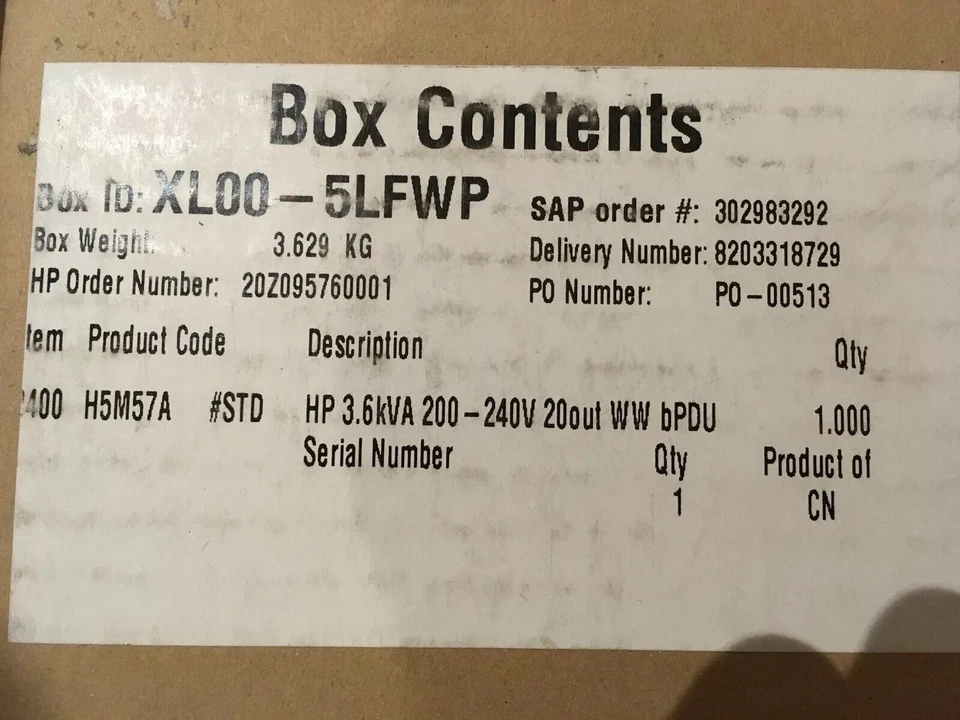 Box Contents
Box ID: XL00-5LFWP
SAP order #: 302983292
Box Weight: 3.629 KG
Delivery Number: 8203318729
HP Order Number: 20Z095760001
PO Number: PO-00513
tem Product Code Description Qty
400 H5M57A #STD HP 3.6kVA 200-240V 20out WW bPDU 1.000
Serial Number Qty Product of
1 CN